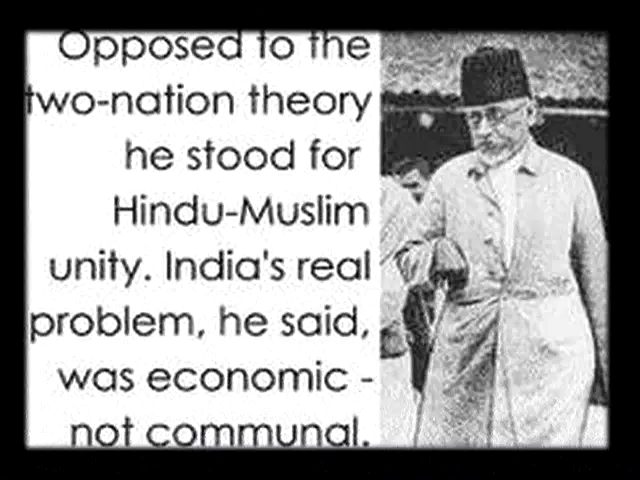 Opposed to the
two-nation theory
he stood for
Hindu-Muslim
unity. India's real
problem, he said,
was economic -
not communal.